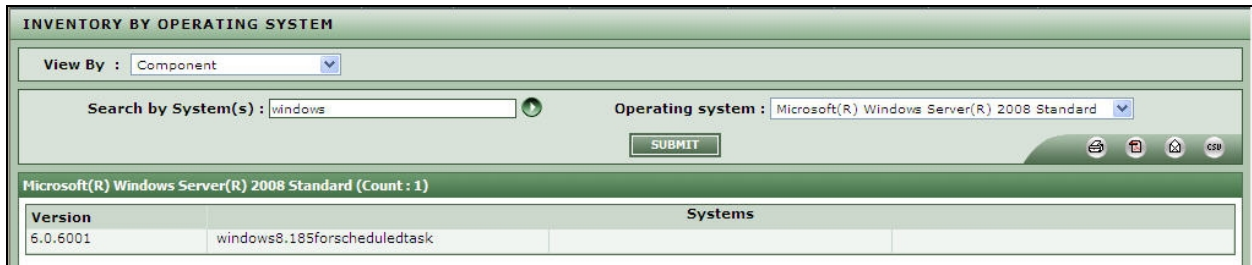 INVENTORY BY OPERATING SYSTEM
View By : Component
Search by System(s) : windows Operating system : Microsoft(R) Windows Server(R) 2008 Standard
SUBMIT
CSV
Microsoft(R) Windows Server(R) 2008 Standard (Count : 1)
Version Systems
6.0.6001 windows8.185forscheduledtask